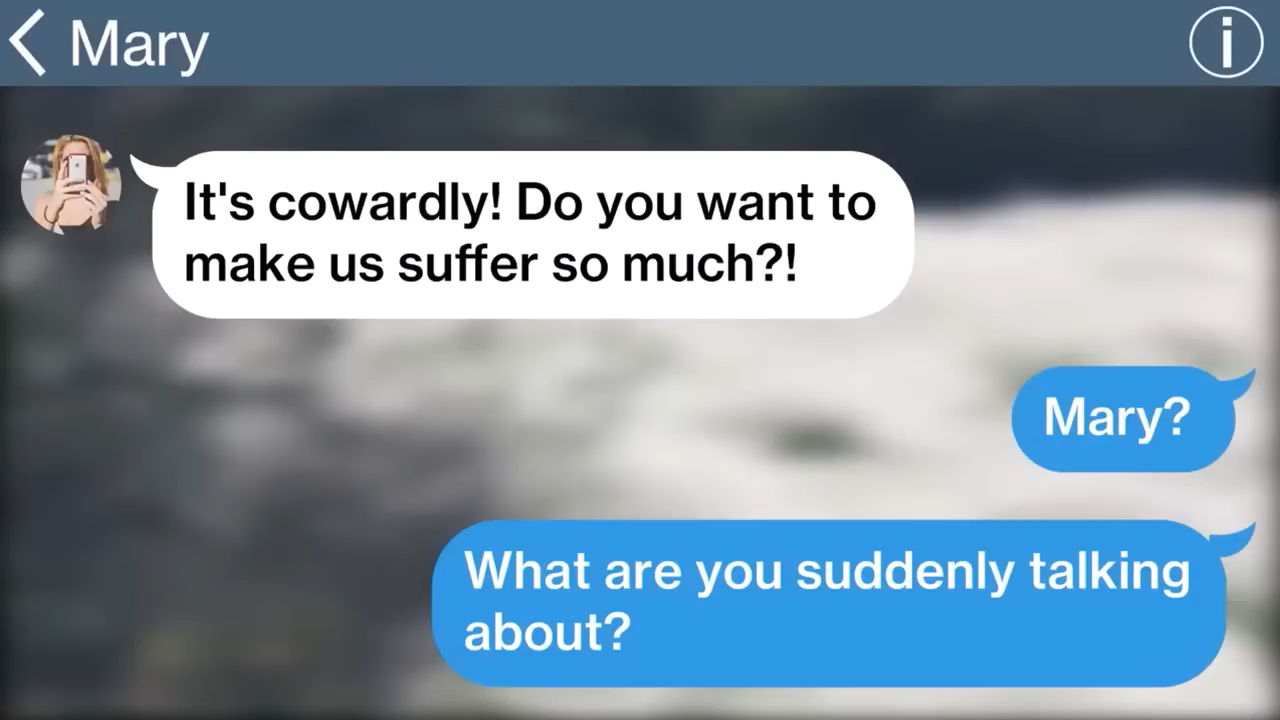 Mary
It's cowardly! Do you want to
make us suffer so much?!
Mary?
What are you suddenly talking
about?